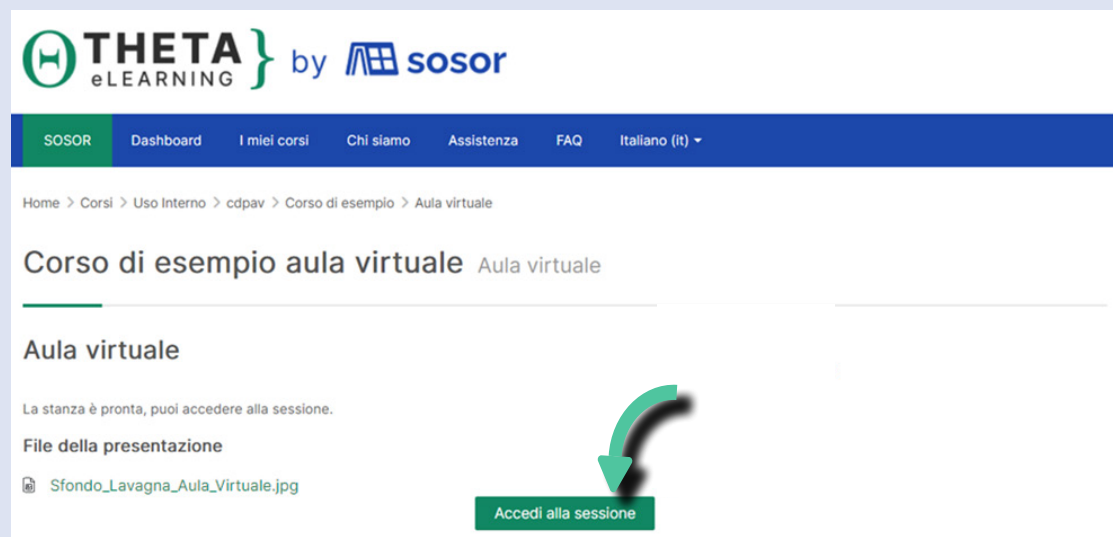 THETA eLEARNING by sosor
SOSOR Dashboard I miei corsi Chi siamo Assistenza FAQ Italiano (it)
Home > Corsi > Uso Interno > cdpav > Corso di esempio > Aula virtuale
Corso di esempio aula virtuale Aula virtuale
Aula virtuale
La stanza è pronta, puoi accedere alla sessione.
File della presentazione
Sfondo_Lavagna_Aula_Virtuale.jpg
Accedi alla sessione